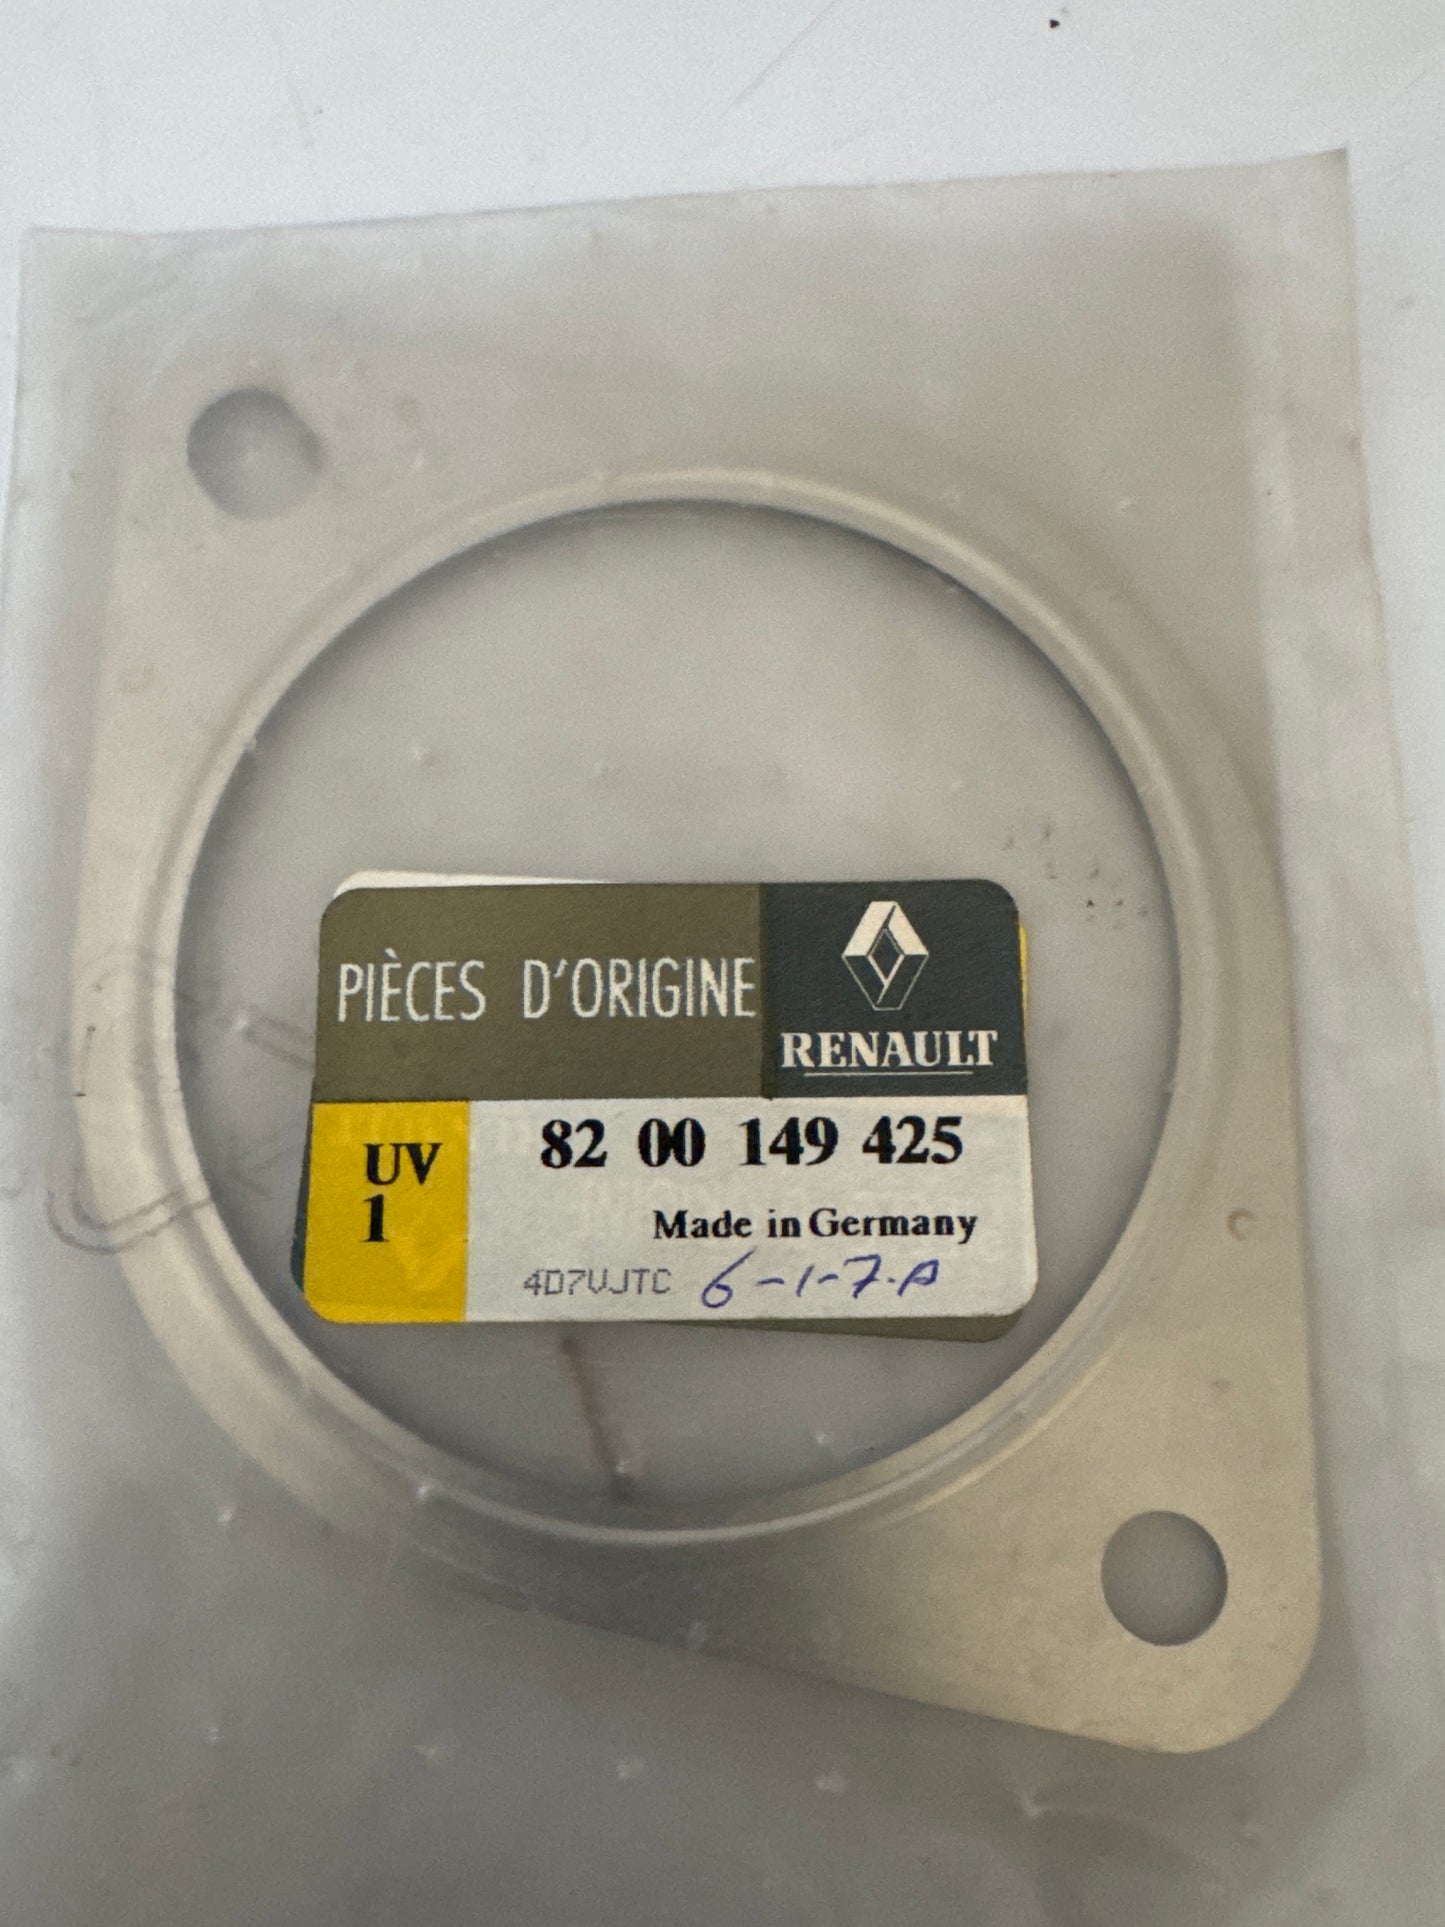 PIÈCES D'ORIGINE
RENAULT
UV
1
82 00 149 425
Made in Germany
4D7VJTC 6-1-7.A